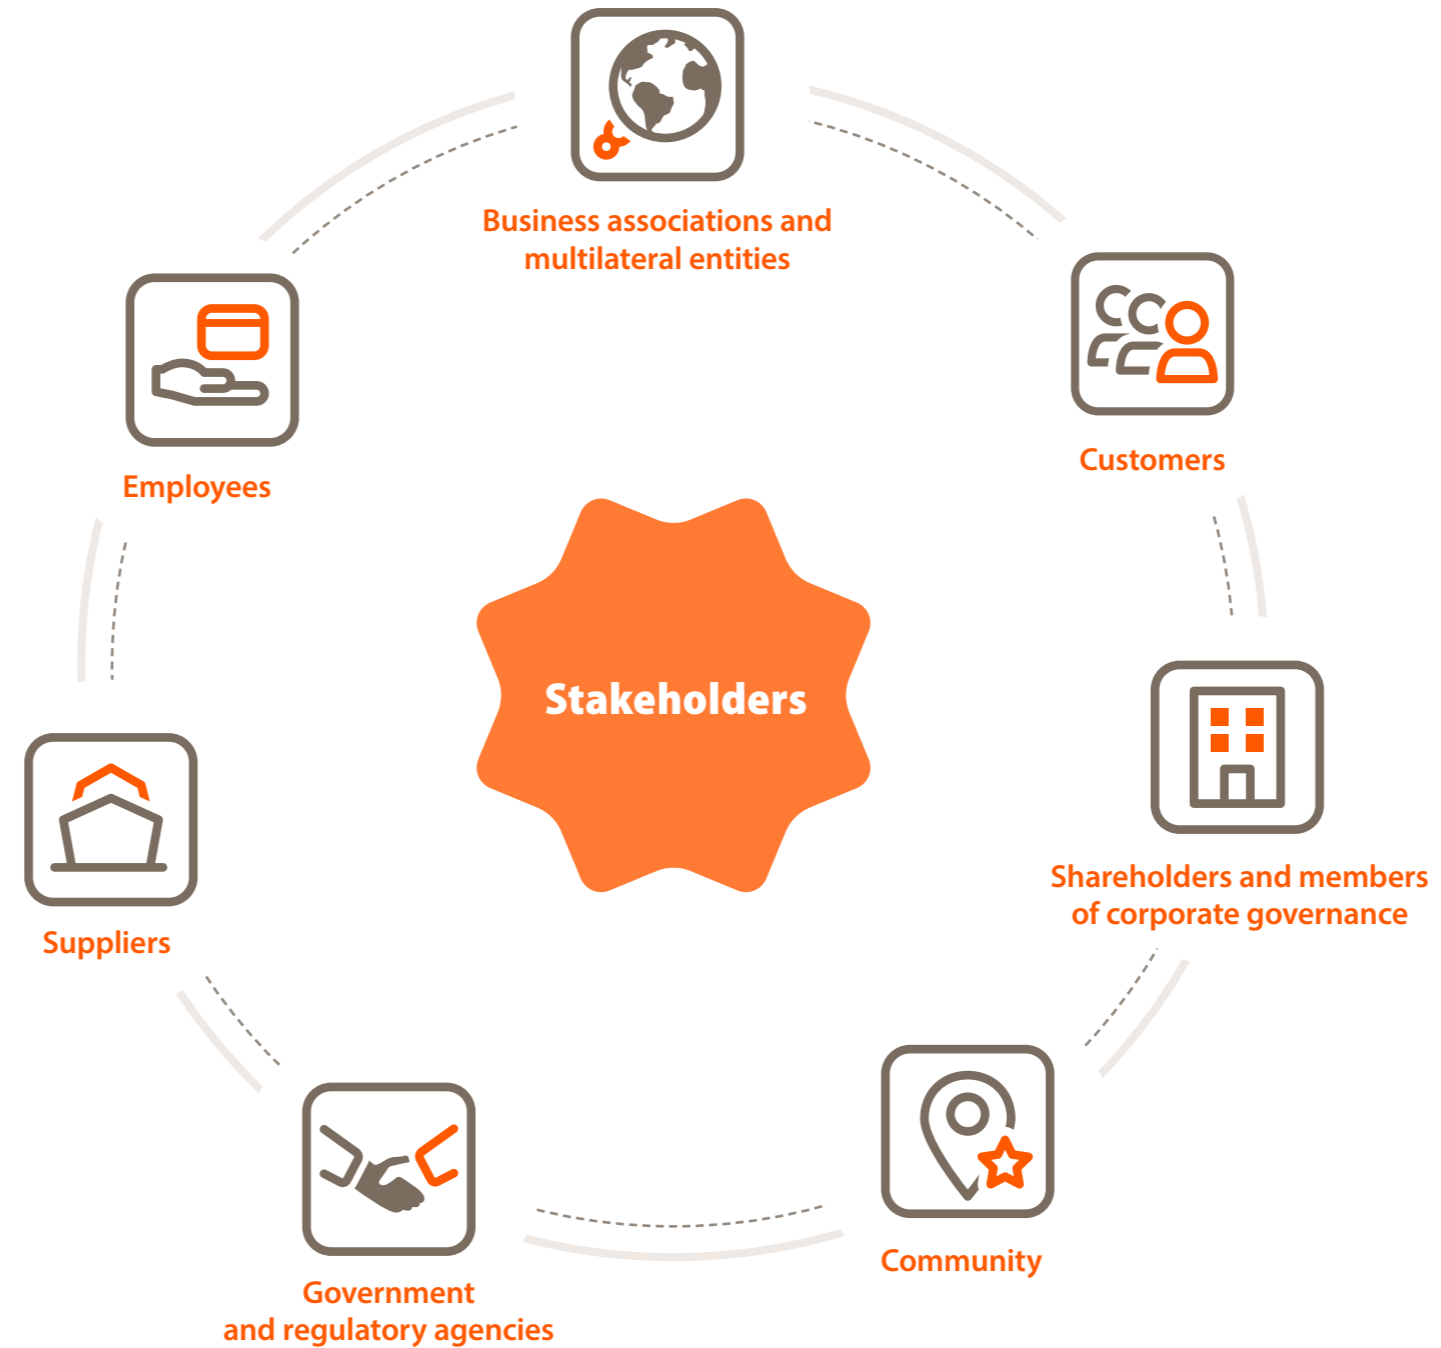 Business associations and
multilateral entities
Customers
Employees
Stakeholders
Shareholders and members
of corporate governance
Suppliers
Community
Government
and regulatory agencies